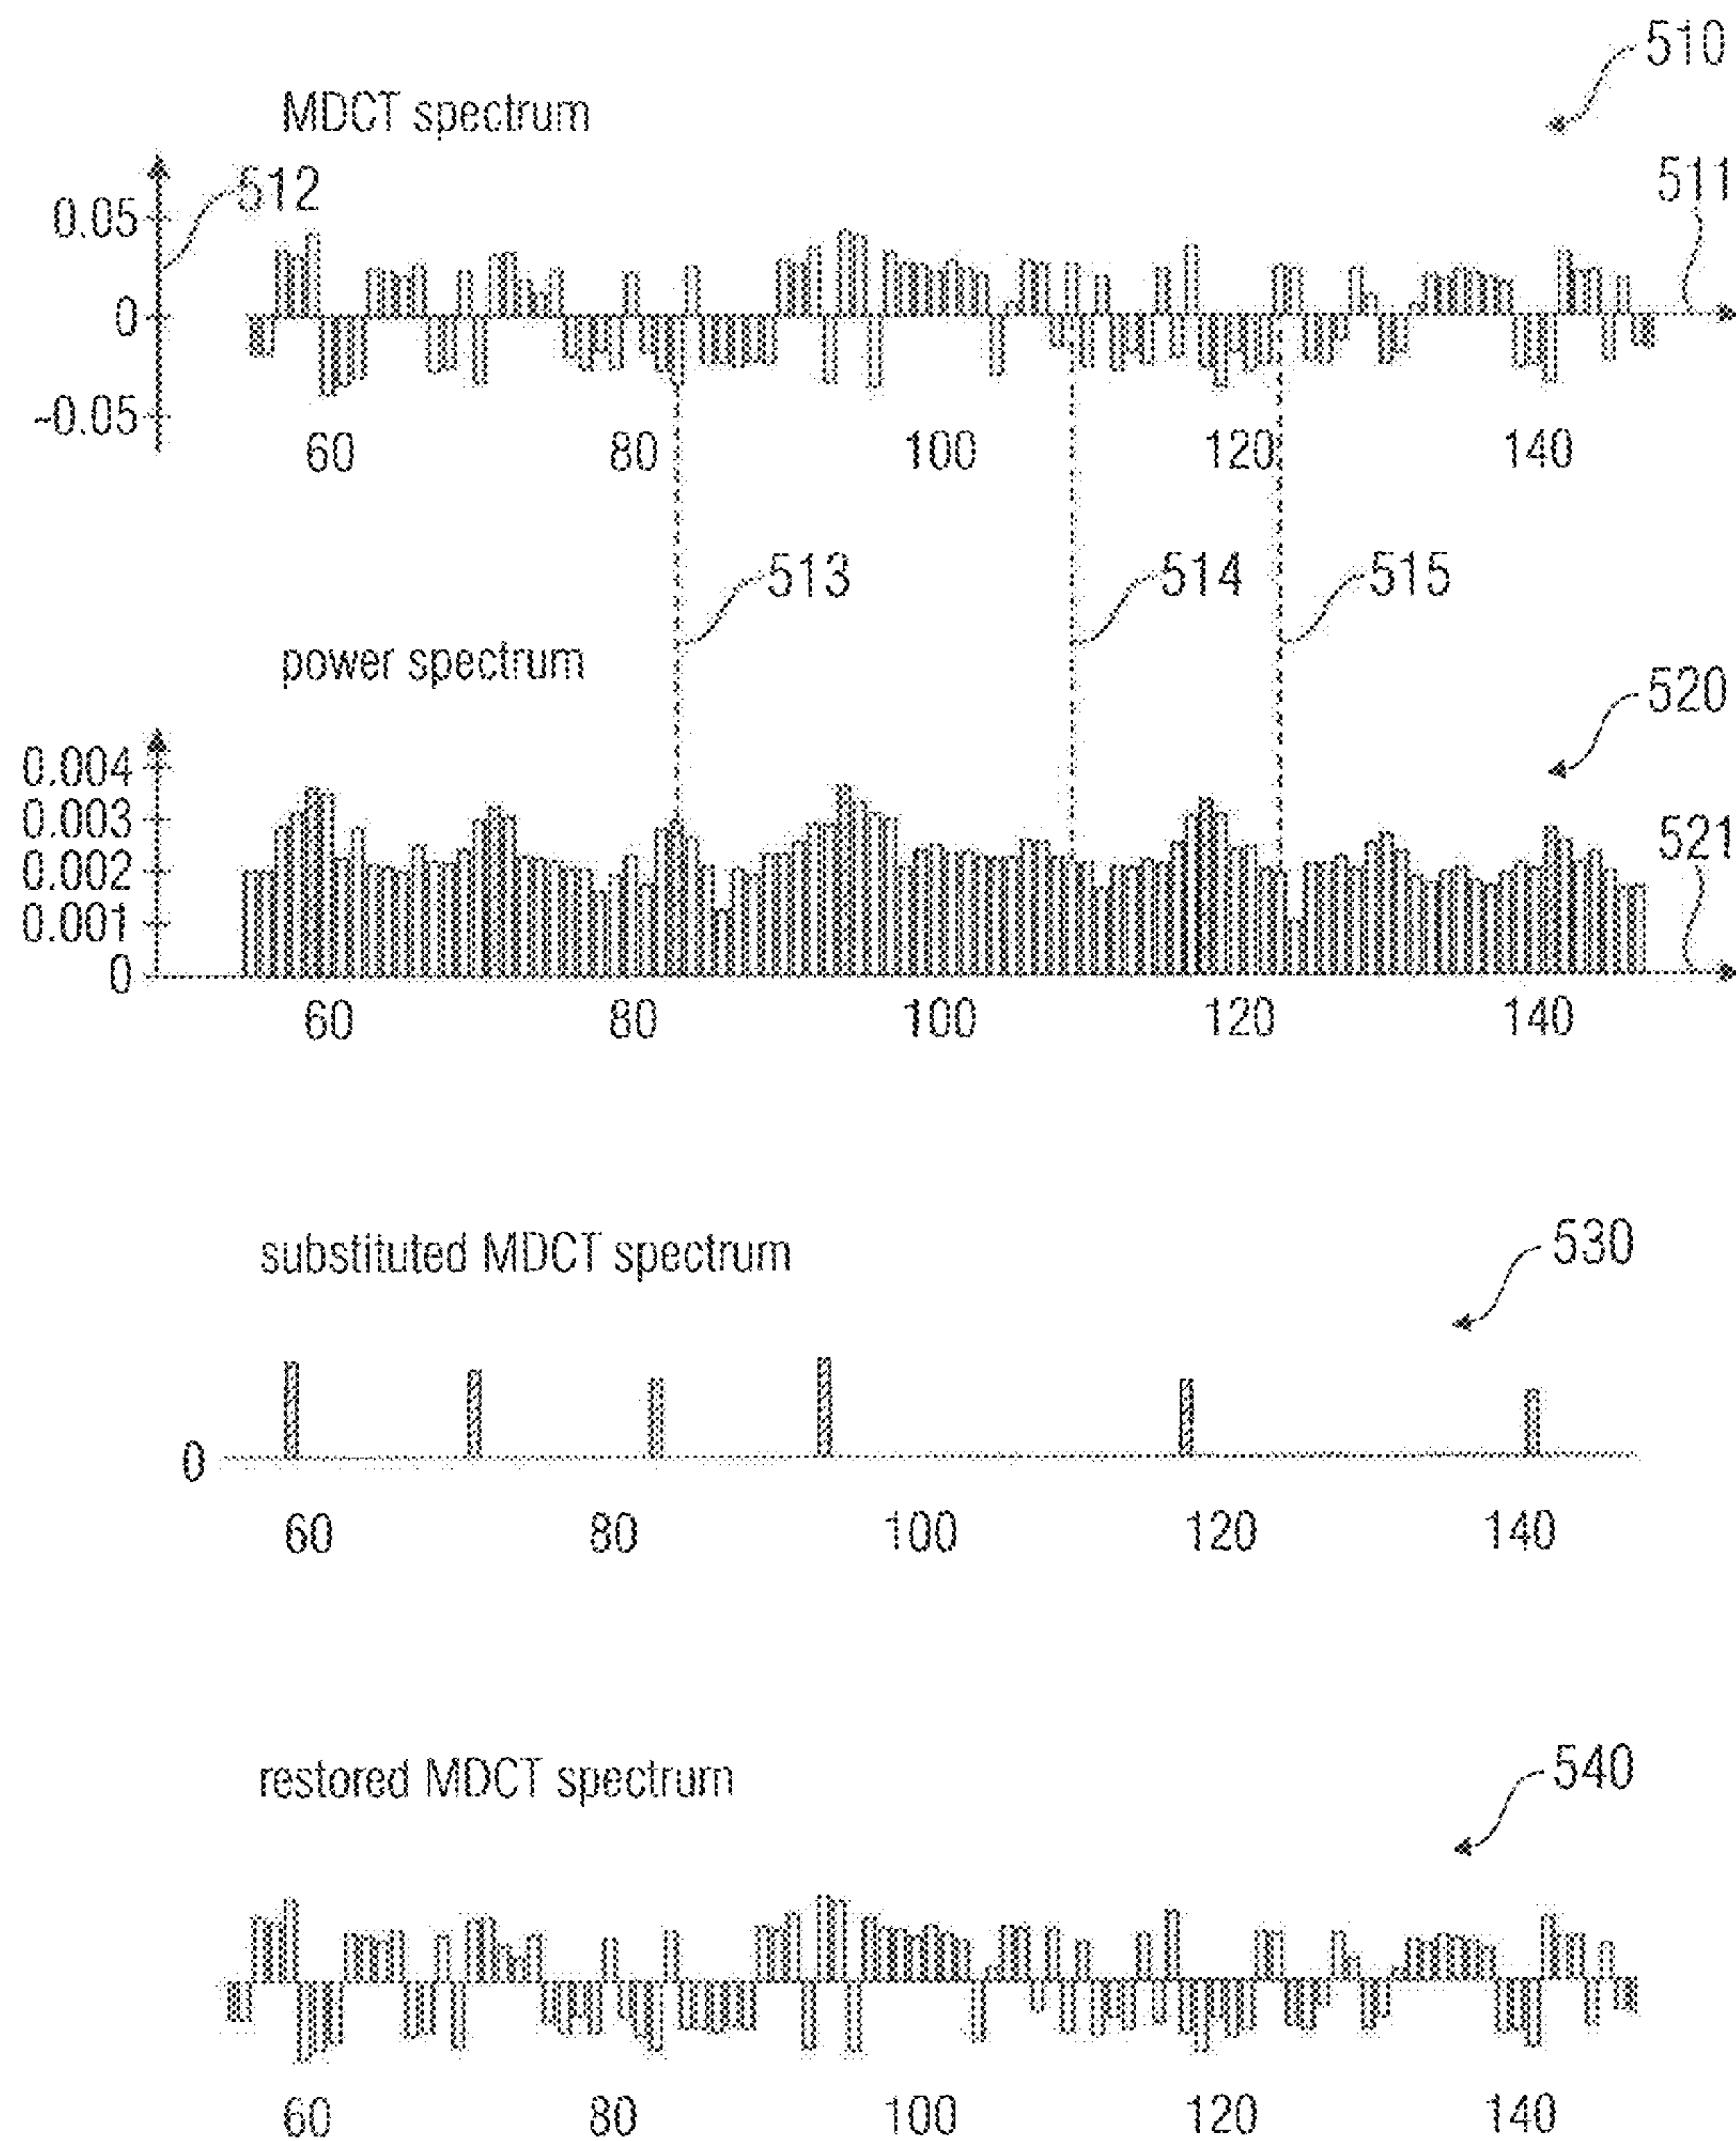 510
MDCT spectrum
512
511
0.05
0
-0.05
60 80 100 120 140
513 514 515
power spectrum
520
0.004
0.003
521
0.002
0.001
0
60 80 100 120 140
substituted MDCT spectrum
530
0
60 80 100 120 140
restored MDCT spectrum
540
60 80 100 120 140